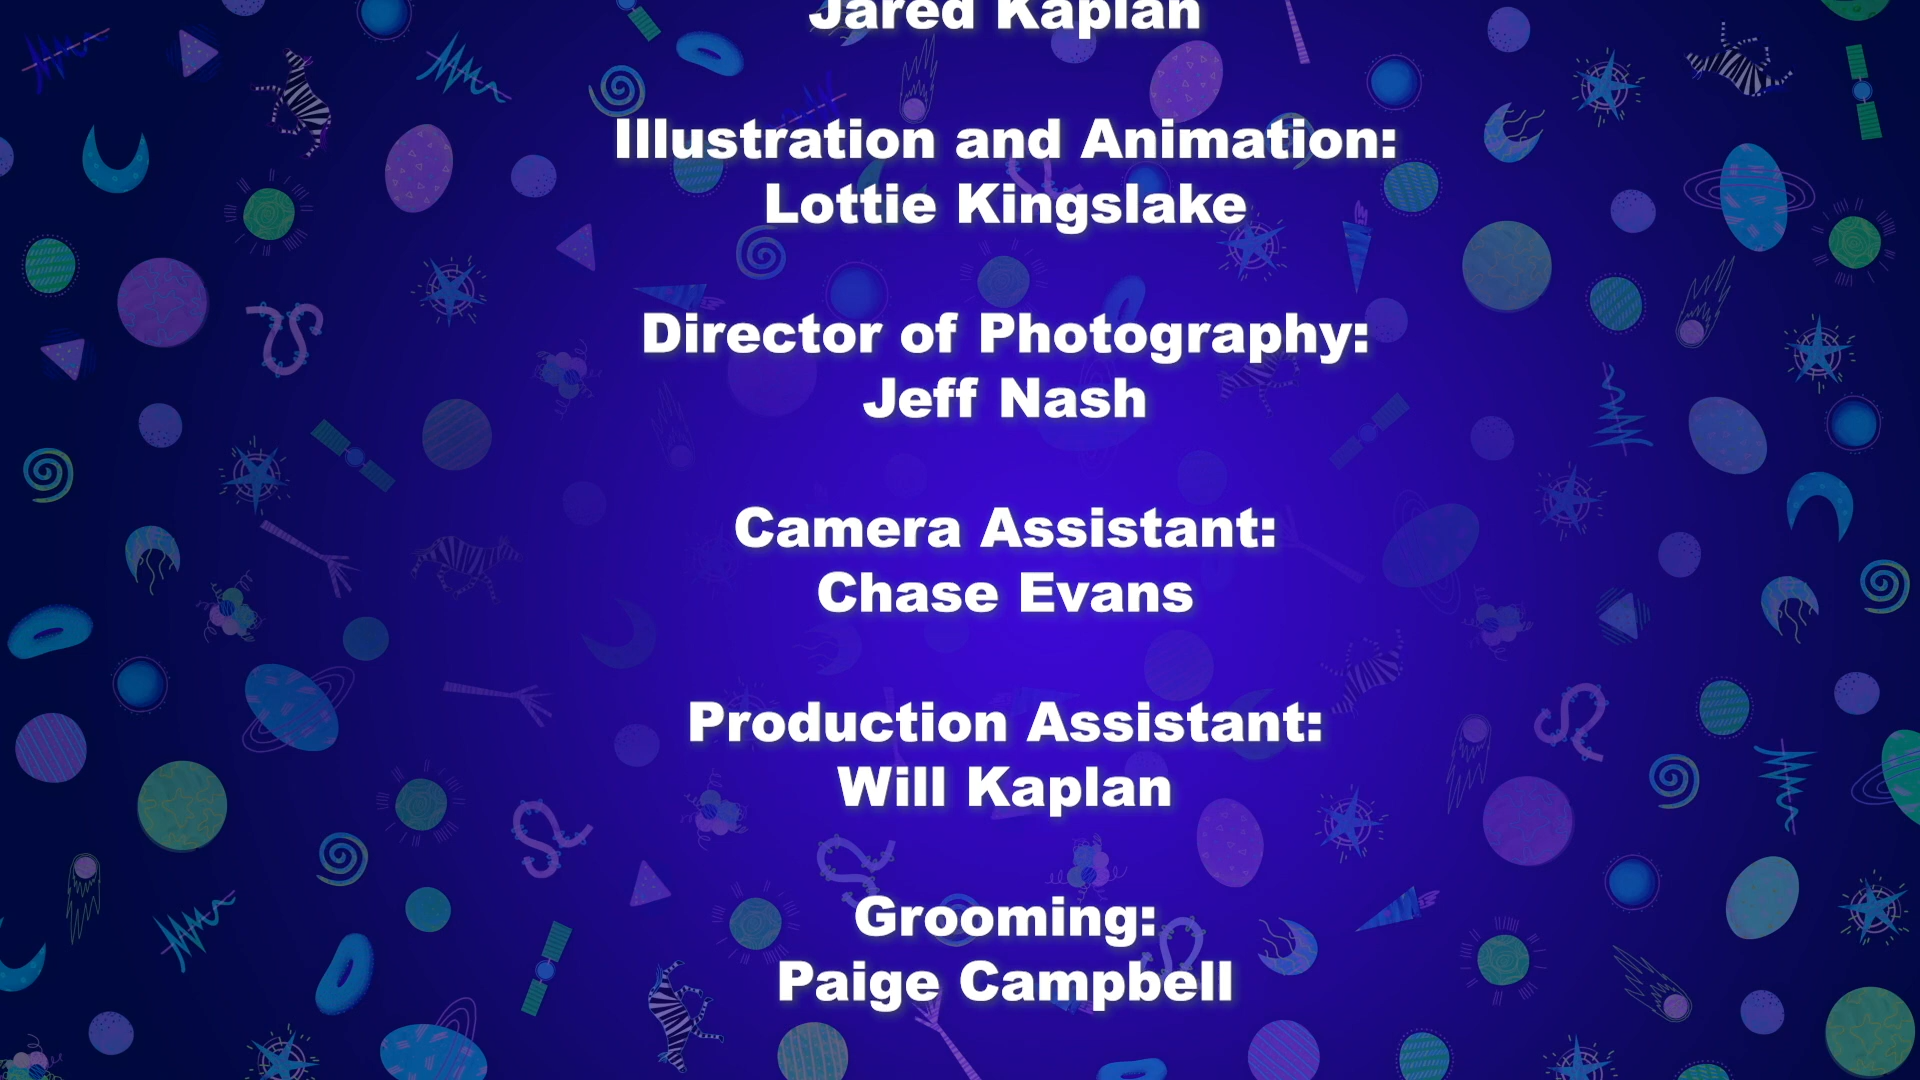 Jared Kaplan
Illustration and Animation:
Lottie Kingslake
Director of Photography:
Jeff Nash
Camera Assistant:
Chase Evans
Production Assistant:
Will Kaplan
Grooming:
Paige Campbell